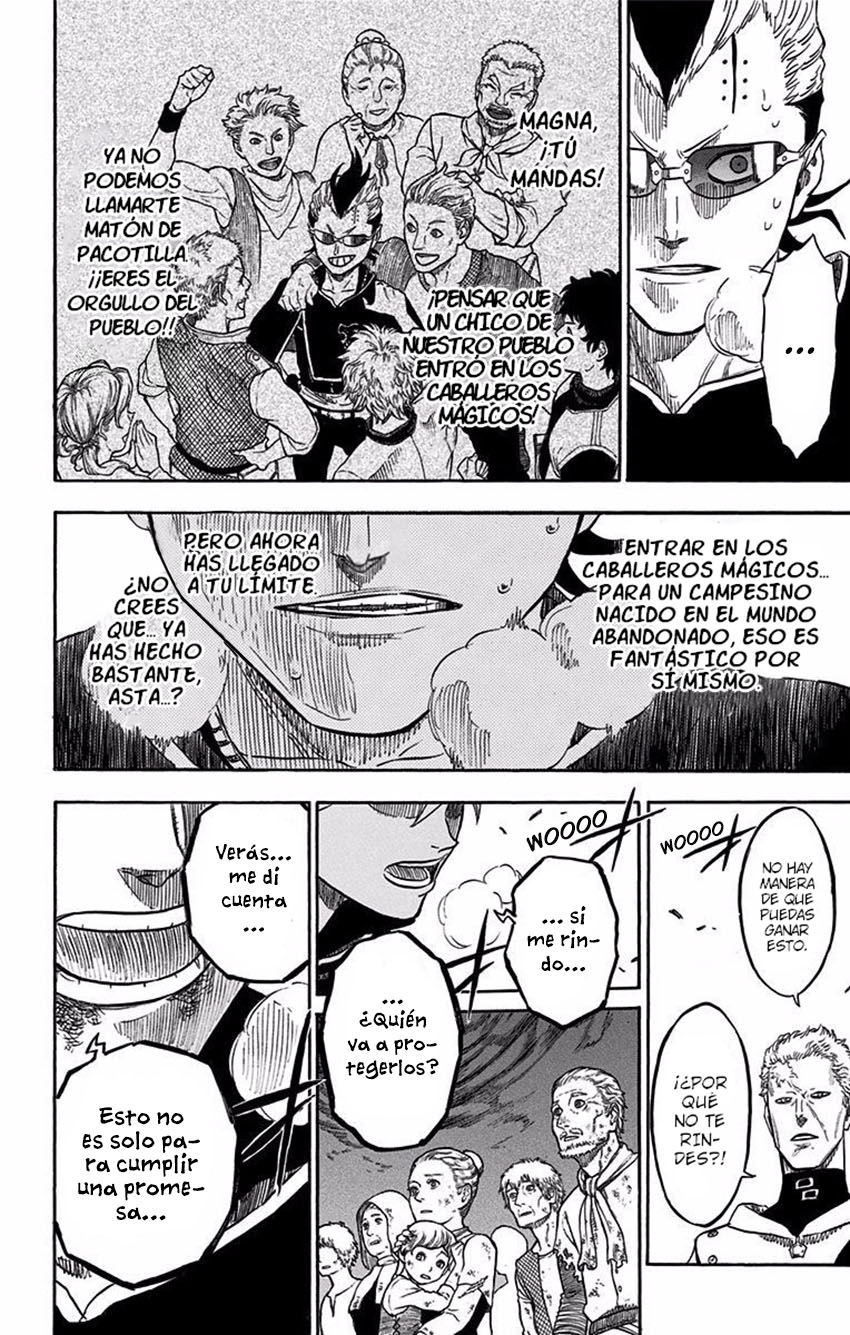 ...
MAGNA,
¡TÚ
MANDAS!
¡PENSAR QUE
UN CHICO DE
NUESTRO PUEBLO
ENTRÓ EN LOS
CABALLEROS
MÁGICOS!
YA NO
PODEMOS
LLAMARTE
MATÓN DE
PACOTILLA.
¡¡ERES EL
ORGULLO DEL
PUEBLO!!
ENTRAR EN LOS
CABALLEROS MÁGICOS...
PARA UN CAMPESINO
NACIDO EN EL MUNDO
ABANDONADO, ESO ES
FANTÁSTICO POR
SÍ MISMO.
PERO AHORA
HAS LLEGADO
A TU LÍMITE.
¿NO
CREES
QUE... YA
HAS HECHO
BASTANTE,
ASTA...?
WOOOO
NO HAY
MANERA
DE QUE
PUEDAS
GANAR
ESTO.
¡¿POR
QUÉ
NO TE
RIN-
DES?!
WOOOO
... si
me rin-
do...
...
¿Quién
va a pro-
tegerlos?
Verás...
me di
cuenta
...
Esto no
es solo pa-
ra cumplir
una prome-
sa...